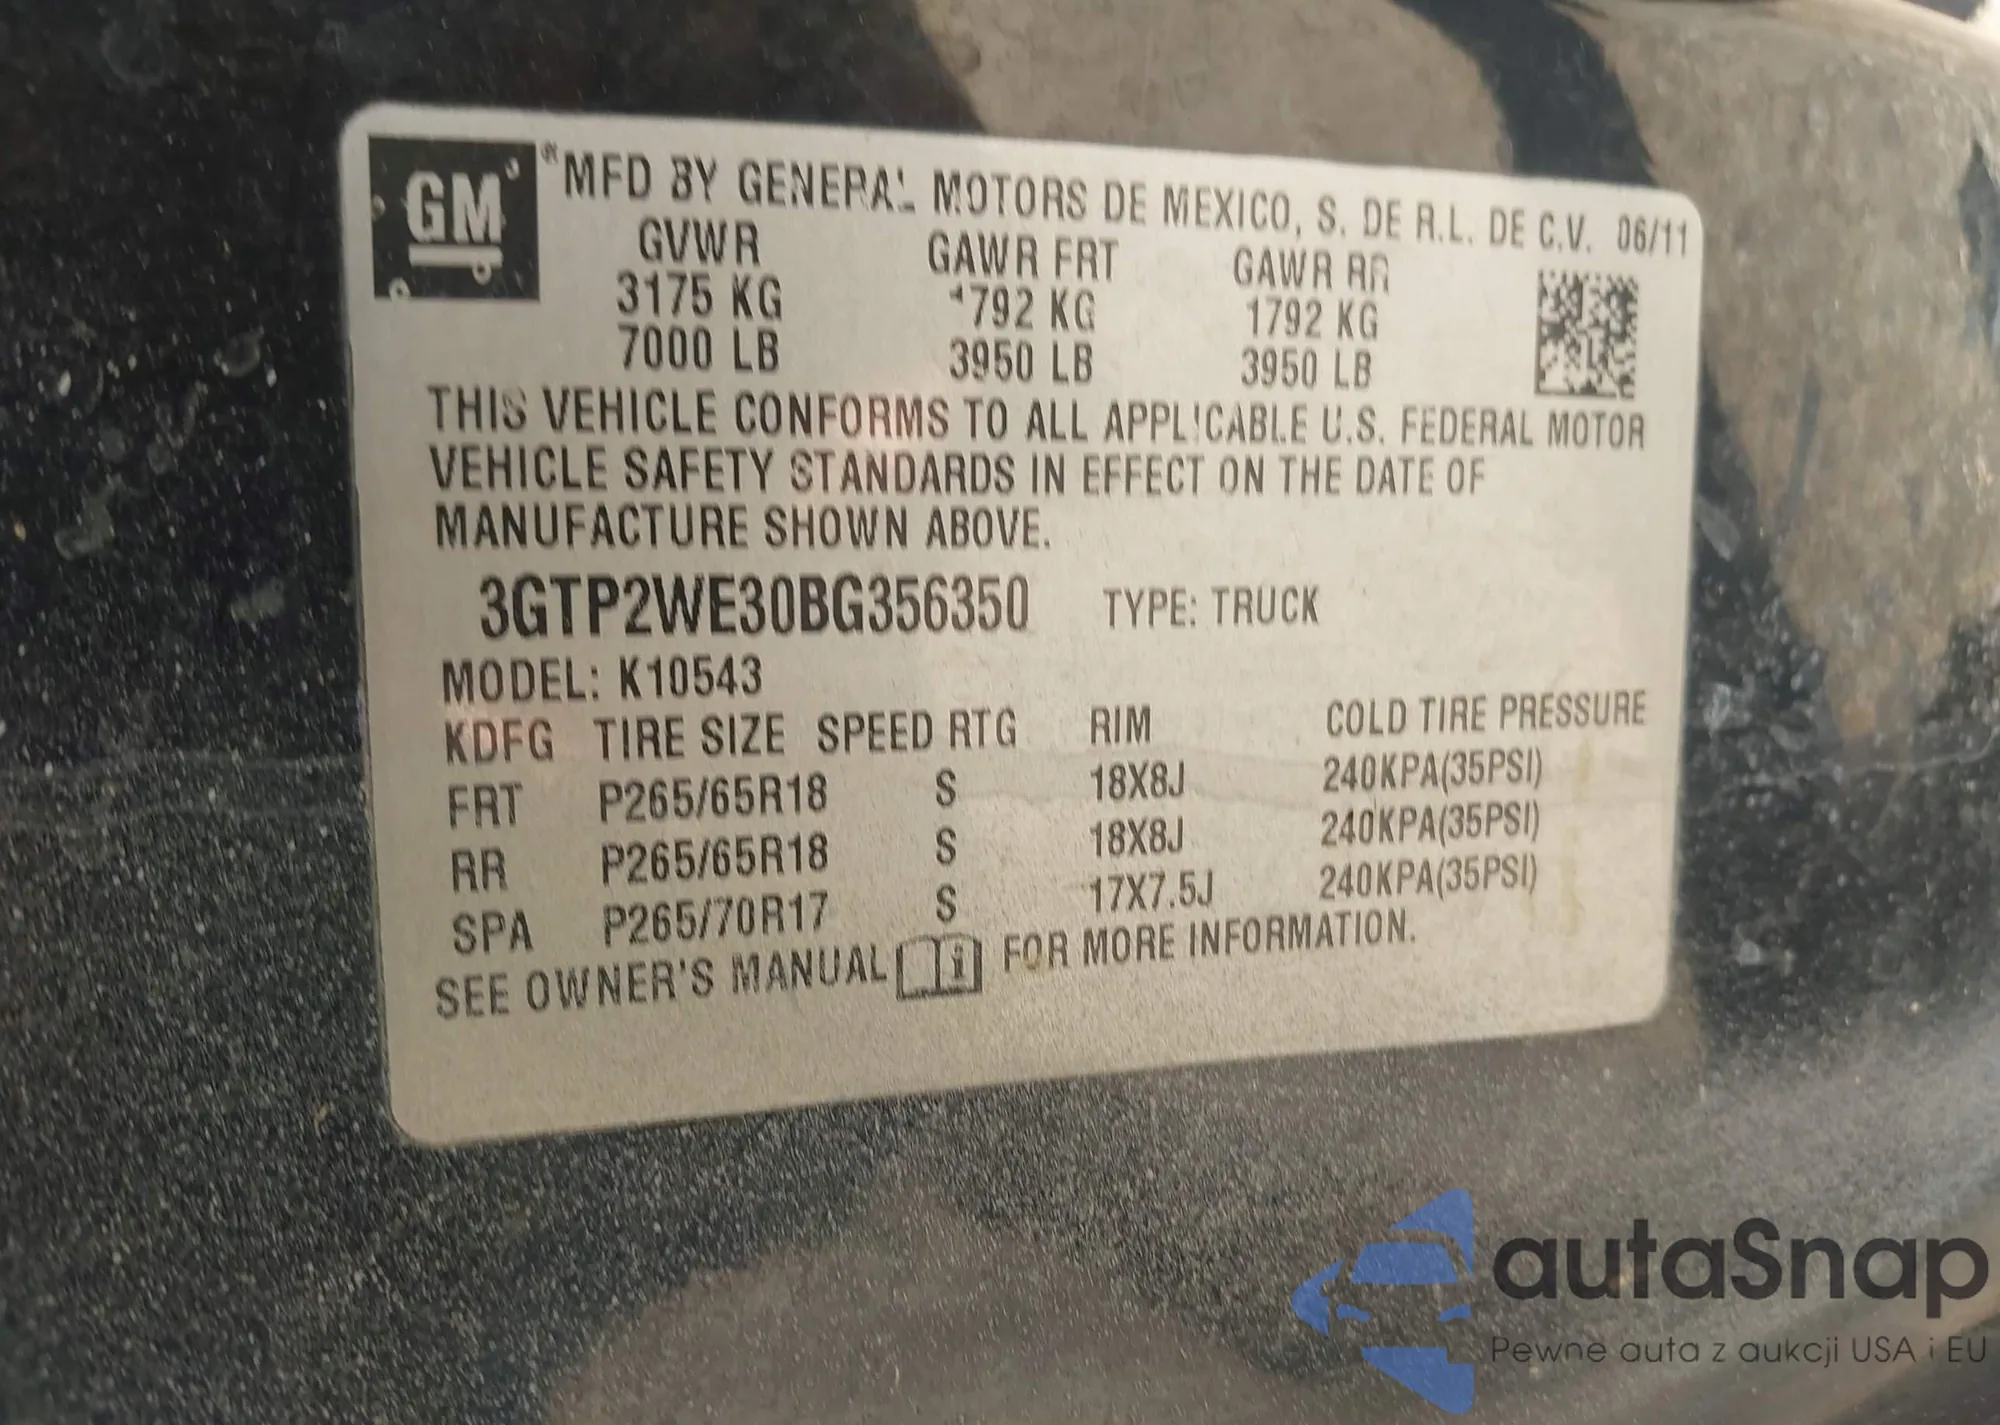 GM
®MFD BY GENERAL MOTORS DE MEXICO, S. DE R.L. DE C.V. 06/11
GVWR GAWR FRT GAWR RR
3175 KG 1792 KG 1792 KG
7000 LB 3950 LB 3950 LB
THIS VEHICLE CONFORMS TO ALL APPLICABLE U.S. FEDERAL MOTOR
VEHICLE SAFETY STANDARDS IN EFFECT ON THE DATE OF
MANUFACTURE SHOWN ABOVE.
3GTP2WE30BG356350 TYPE: TRUCK
MODEL: K10543
KDFG TIRE SIZE SPEED RTG RIM COLD TIRE PRESSURE
FRT P265/65R18 S 18X8J 240KPA(35PSI)
RR P265/65R18 S 18X8J 240KPA(35PSI)
SPA P265/70R17 S 17X7.5J 240KPA(35PSI)
SEE OWNER'S MANUAL i FOR MORE INFORMATION.
autaSnap
Pewne auta z aukcji USA i EU